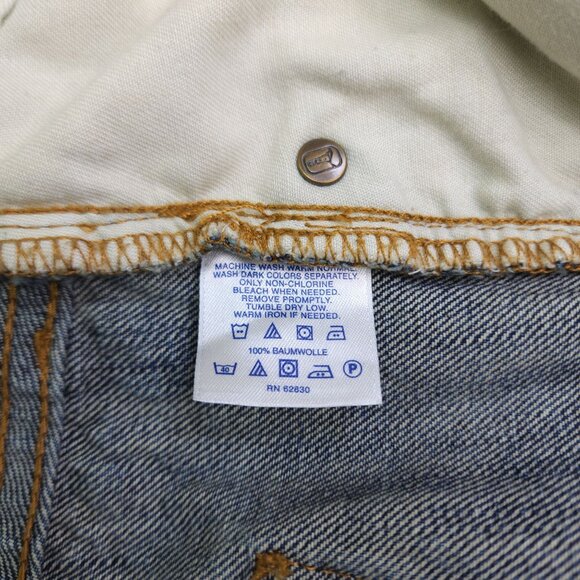 MACHINE WASH WARM NORMAL.
WASH DARK COLORS SEPARATELY.
ONLY NON-CHLORINE
BLEACH WHEN NEEDED.
REMOVE PROMPTLY.
TUMBLE DRY LOW.
WARM IRON IF NEEDED.
100% BAUMWOLLE
40 P
RN 62830